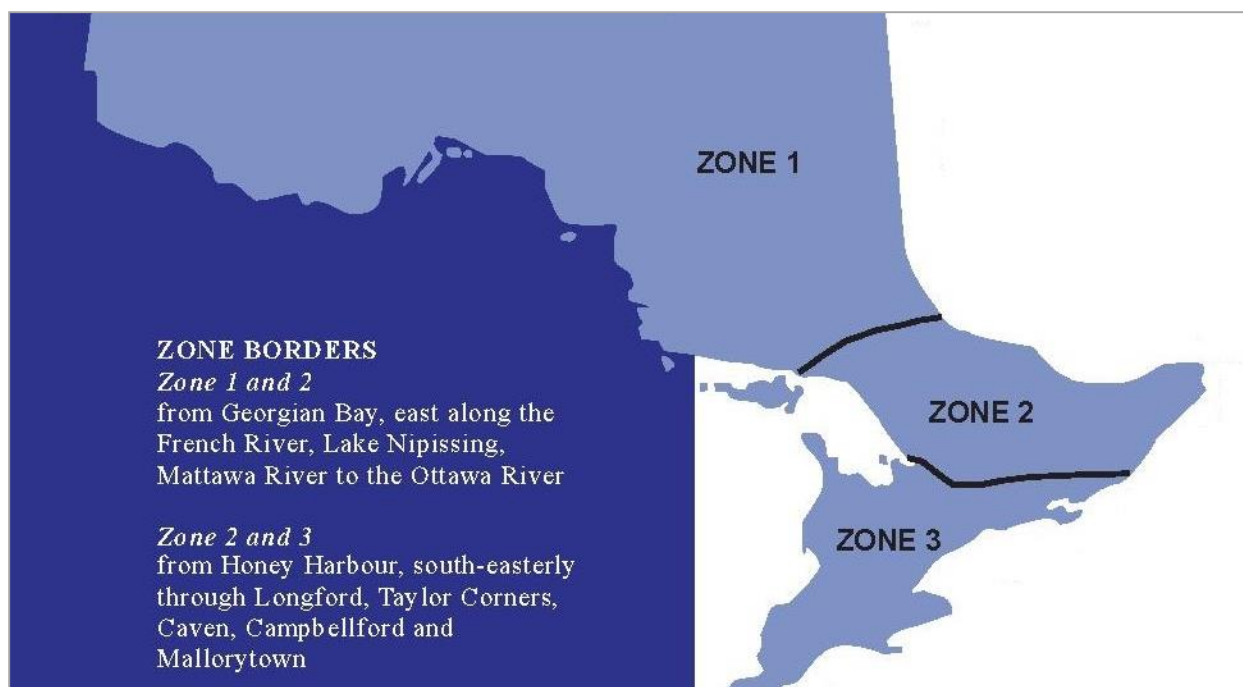 ZONE 1
ZONE BORDERS
Zone 1 and 2
from Georgian Bay, east along the
French River, Lake Nipissing,
Mattawa River to the Ottawa River
ZONE 2
Zone 2 and 3
from Honey Harbour, south-easterly
through Longford, Taylor Corners,
Caven, Campbellford and
Mallorytown
ZONE 3